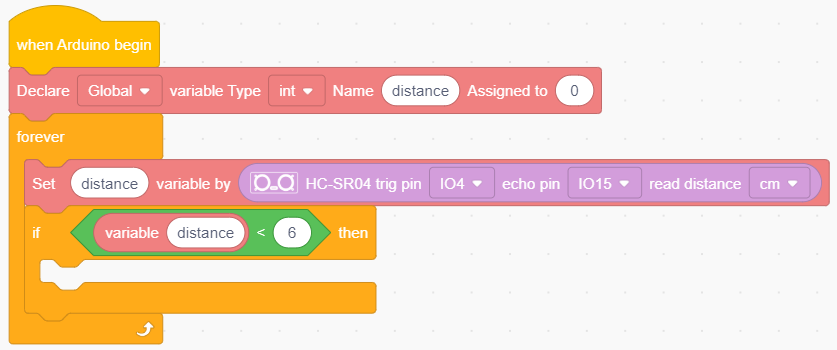 when Arduino begin
Declare Global variable Type int Name distance Assigned to 0
forever
Set distance variable by HC-SR04 trig pin IO4 echo pin IO15 read distance cm
if variable distance < 6 then